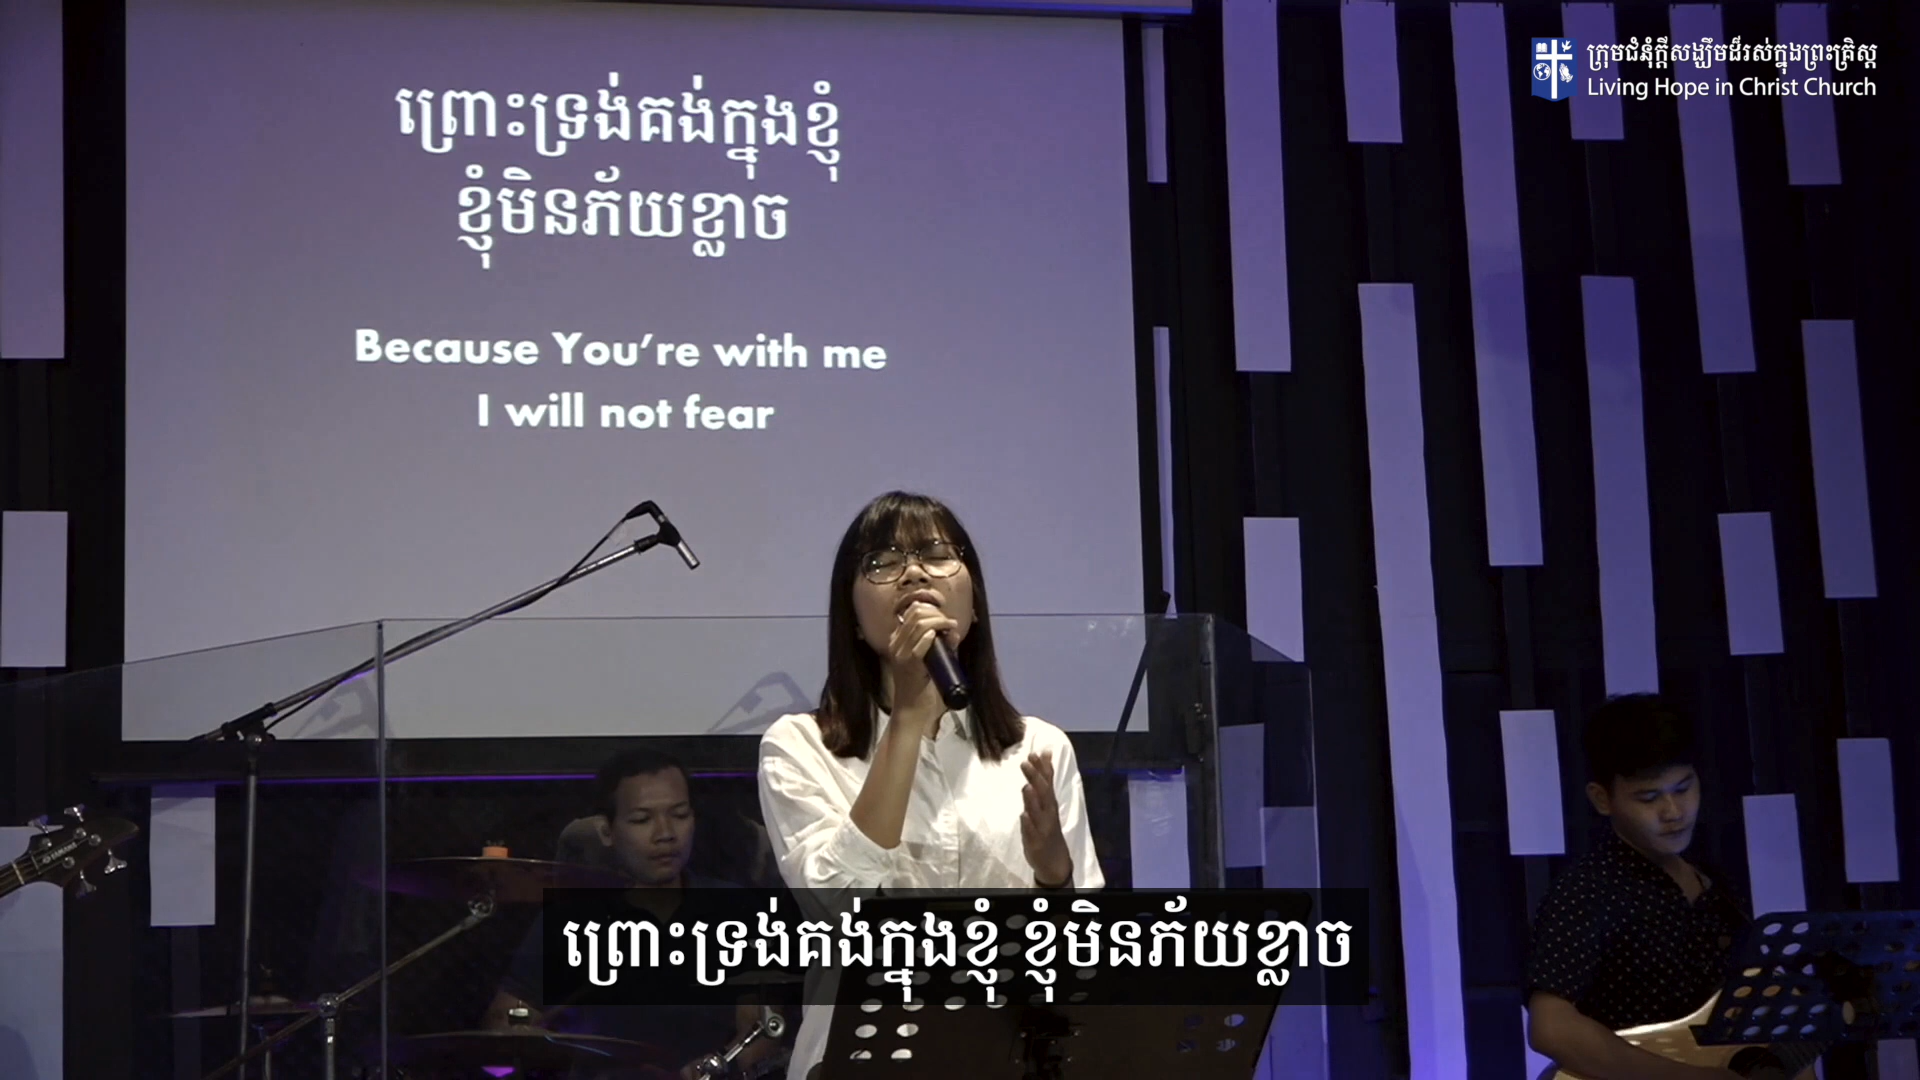 ក្រុមជំនុំក្ដីសង្ឃឹមដ៏រស់ក្នុងព្រះគ្រិស្ត
Living Hope in Christ Church
ព្រោះទ្រង់គង់ក្នុងខ្ញុំ
ខ្ញុំមិនភ័យខ្លាច
Because You're with me
I will not fear
YAMAHA
ព្រោះទ្រង់គង់ក្នុងខ្ញុំ ខ្ញុំមិនភ័យខ្លាច